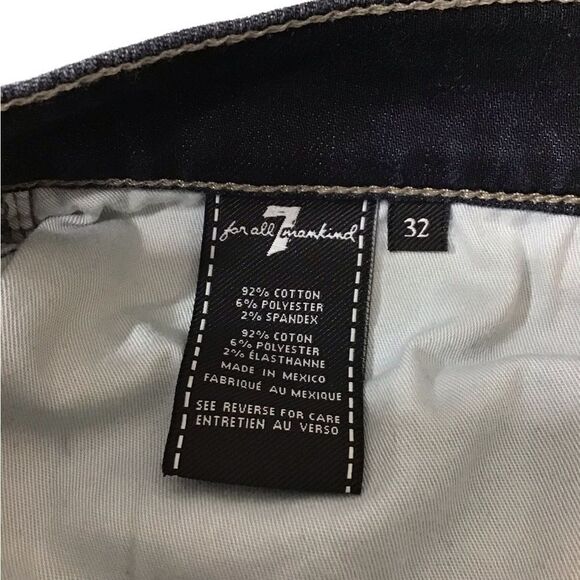 7
for all mankind
32
92% COTTON
6% POLYESTER
2% SPANDEX
92% COTON
6% POLYESTER
2% ÉLASTHANNE
MADE IN MEXICO
FABRIQUÉ AU MEXIQUE
SEE REVERSE FOR CARE
ENTRETIEN AU VERSO